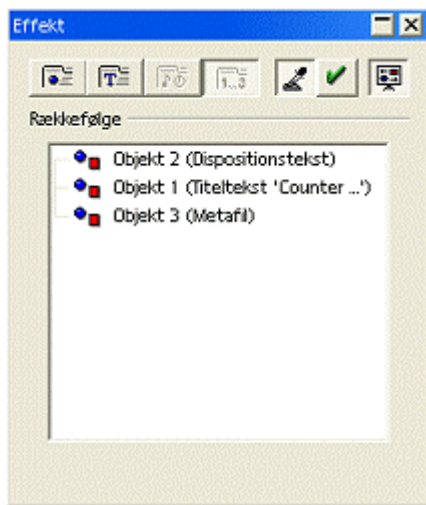 Effekt
Rækkefølge
Objekt 2 (Dispositionstekst)
Objekt 1 (Titeltekst 'Counter ...')
Objekt 3 (Metafil)